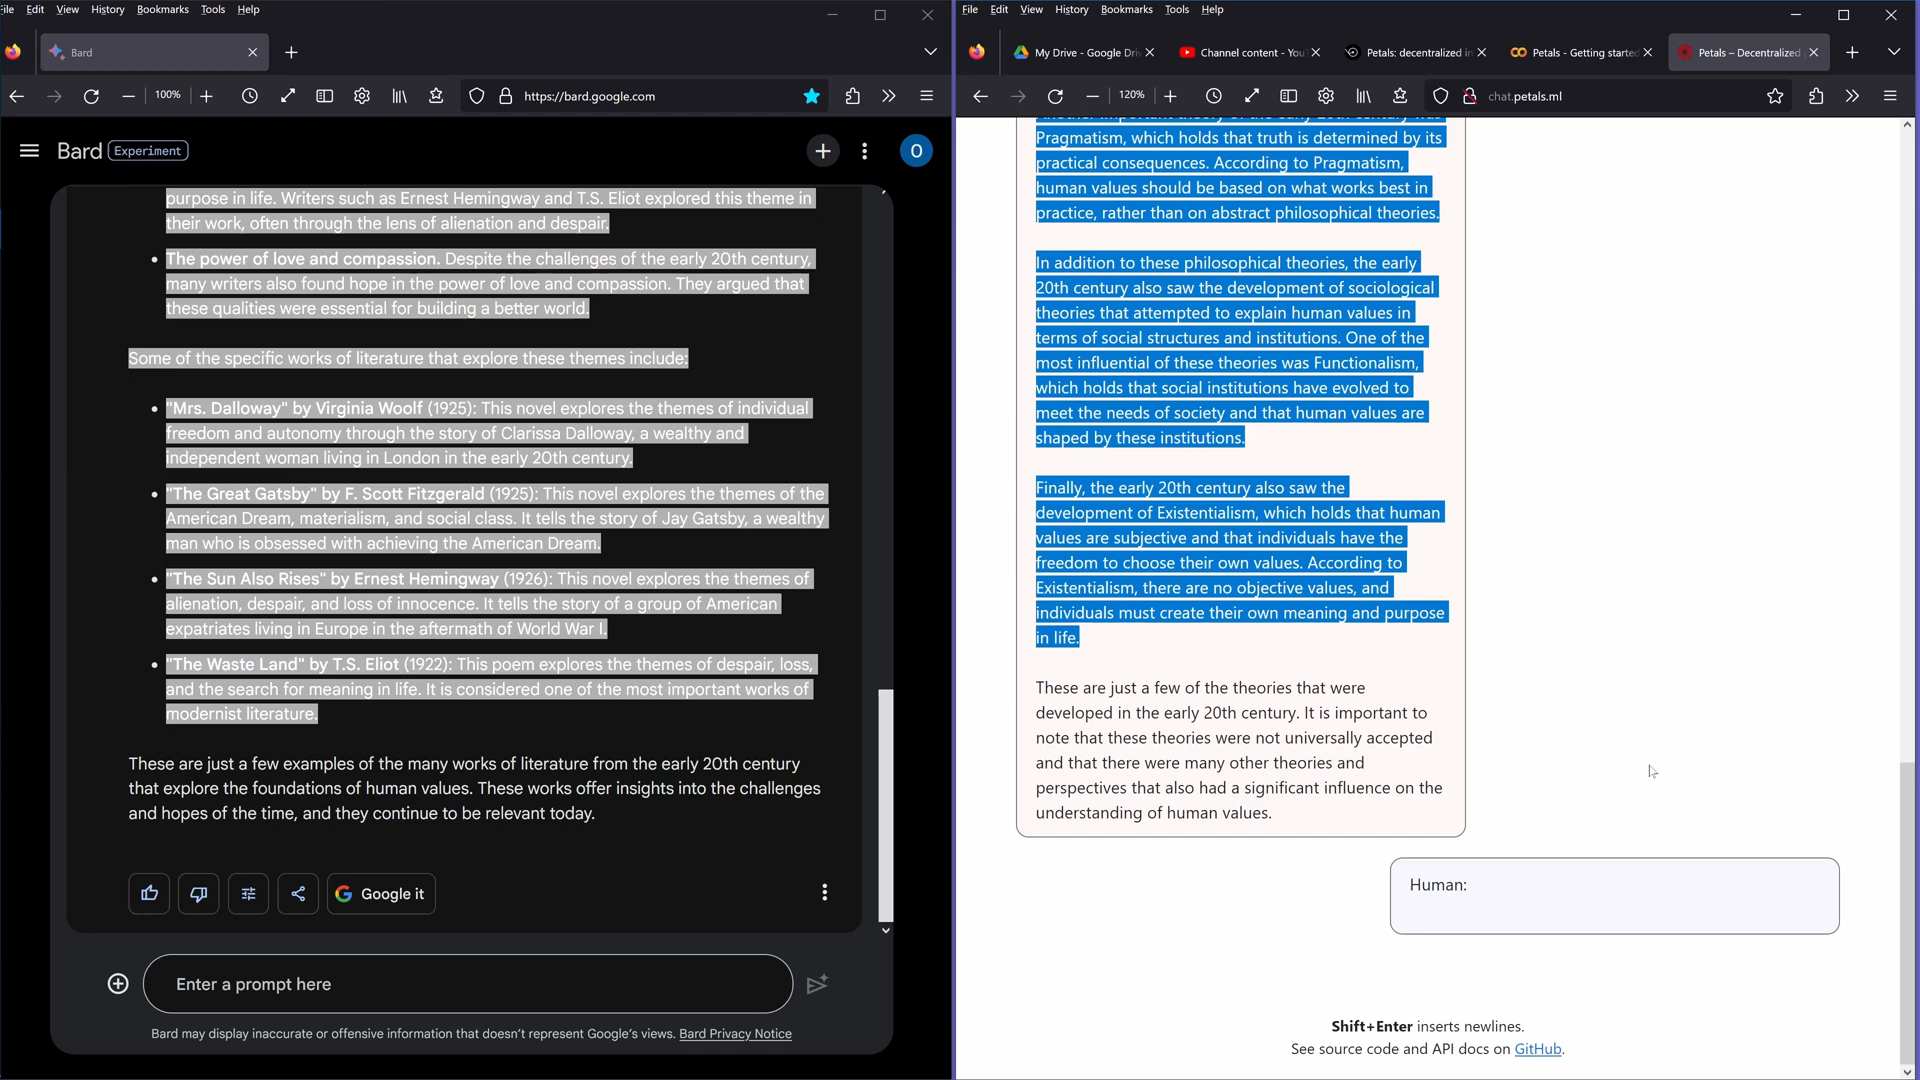 File Edit View History Bookmarks Tools Help
Bard
100%
https://bard.google.com
Bard Experiment
O
purpose in life. Writers such as Ernest Hemingway and T.S. Eliot explored this theme in
their work, often through the lens of alienation and despair.
The power of love and compassion. Despite the challenges of the early 20th century,
many writers also found hope in the power of love and compassion. They argued that
these qualities were essential for building a better world.
Some of the specific works of literature that explore these themes include:
"Mrs. Dalloway" by Virginia Woolf (1925): This novel explores the themes of individual
freedom and autonomy through the story of Clarissa Dalloway, a wealthy and
independent woman living in London in the early 20th century.
"The Great Gatsby" by F. Scott Fitzgerald (1925): This novel explores the themes of the
American Dream, materialism, and social class. It tells the story of Jay Gatsby, a wealthy
man who is obsessed with achieving the American Dream.
"The Sun Also Rises" by Ernest Hemingway (1926): This novel explores the themes of
alienation, despair, and loss of innocence. It tells the story of a group of American
expatriates living in Europe in the aftermath of World War I.
"The Waste Land" by T.S. Eliot (1922): This poem explores the themes of despair, loss,
and the search for meaning in life. It is considered one of the most important works of
modernist literature.
These are just a few examples of the many works of literature from the early 20th century
that explore the foundations of human values. These works offer insights into the challenges
and hopes of the time, and they continue to be relevant today.
Google it
Enter a prompt here
Bard may display inaccurate or offensive information that doesn't represent Google's views. Bard Privacy Notice
File Edit View History Bookmarks Tools Help
My Drive - Google Driv
Channel content - You
Petals: decentralized in
Petals - Getting started
Petals – Decentralized
120%
chat.petals.ml
Another important theory of the early 20th century was
Pragmatism, which holds that truth is determined by its
practical consequences. According to Pragmatism,
human values should be based on what works best in
practice, rather than on abstract philosophical theories.
In addition to these philosophical theories, the early
20th century also saw the development of sociological
theories that attempted to explain human values in
terms of social structures and institutions. One of the
most influential of these theories was Functionalism,
which holds that social institutions have evolved to
meet the needs of society and that human values are
shaped by these institutions.
Finally, the early 20th century also saw the
development of Existentialism, which holds that human
values are subjective and that individuals have the
freedom to choose their own values. According to
Existentialism, there are no objective values, and
individuals must create their own meaning and purpose
in life.
These are just a few of the theories that were
developed in the early 20th century. It is important to
note that these theories were not universally accepted
and that there were many other theories and
perspectives that also had a significant influence on the
understanding of human values.
Human:
Shift+Enter inserts newlines.
See source code and API docs on GitHub.